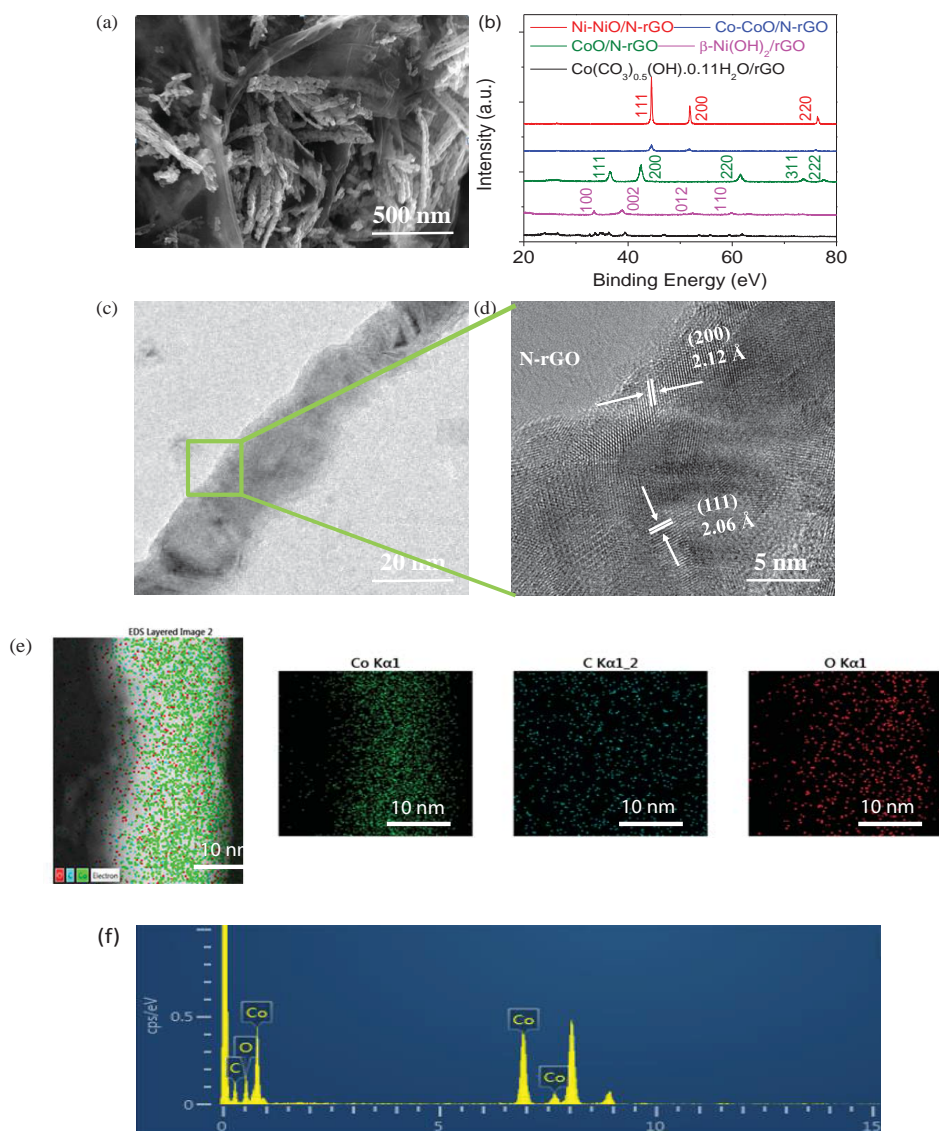 (a)
500 nm
(b)
Ni-NiO/N-rGO Co-CoO/N-rGO
CoO/N-rGO β-Ni(OH)2/rGO
Co(CO3)0.5(OH).0.11H2O/rGO
111
200
220
111
200
220
311
222
100
002
012
110
Intensity (a.u.)
20 40 60 80
Binding Energy (eV)
(c)
20 nm
(d)
N-rGO
(200)
2.12 Å
(111)
2.06 Å
5 nm
(e)
EDS Layered Image 2
10 nm
O C Co Electron
Co Kα1
10 nm
C Kα1_2
10 nm
O Kα1
10 nm
(f)
cps/eV
0.5
0
C
O
Co
Co
Co
0 5 10 15